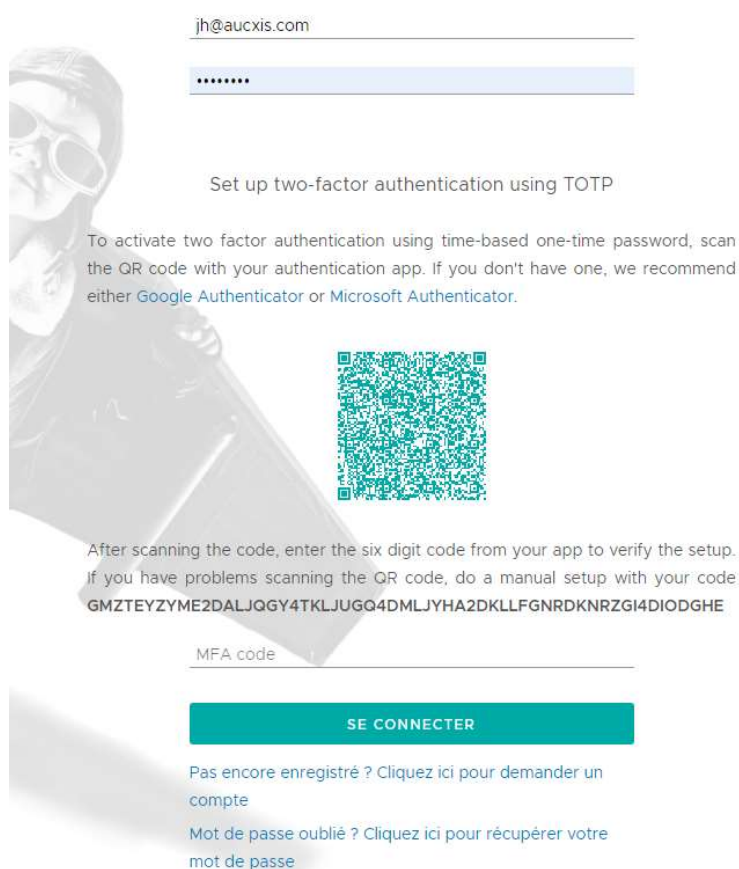 jh@aucxis.com
••••••••
Set up two-factor authentication using TOTP
To activate two factor authentication using time-based one-time password, scan
the QR code with your authentication app. If you don't have one, we recommend
either Google Authenticator or Microsoft Authenticator.
After scanning the code, enter the six digit code from your app to verify the setup.
If you have problems scanning the QR code, do a manual setup with your code
GMZTEYZYME2DALJQGY4TKLJUGQ4DMLJYHA2DKLLFGNRDKNRZGI4DIODGHE
MFA code
SE CONNECTER
Pas encore enregistré ? Cliquez ici pour demander un
compte
Mot de passe oublié ? Cliquez ici pour récupérer votre
mot de passe